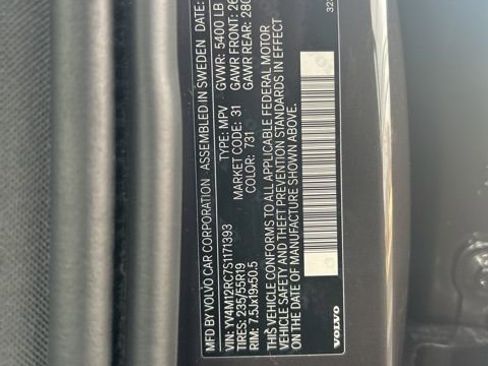 MFD BY VOLVO CAR CORPORATION ASSEMBLED IN SWEDEN DATE
VIN: YV4M12RC7S1171393 TYPE: MPV GVWR: 5400 LB
TIRES: 235/55R19 MARKET CODE: 31 GAWR FRONT: 26
RIM: 7.5Jx19x50.5 COLOR: 731 GAWR REAR: 280
THIS VEHICLE CONFORMS TO ALL APPLICABLE FEDERAL MOTOR
VEHICLE SAFETY AND THEFT PREVENTION STANDARDS IN EFFECT
ON THE DATE OF MANUFACTURE SHOWN ABOVE.
VOLVO